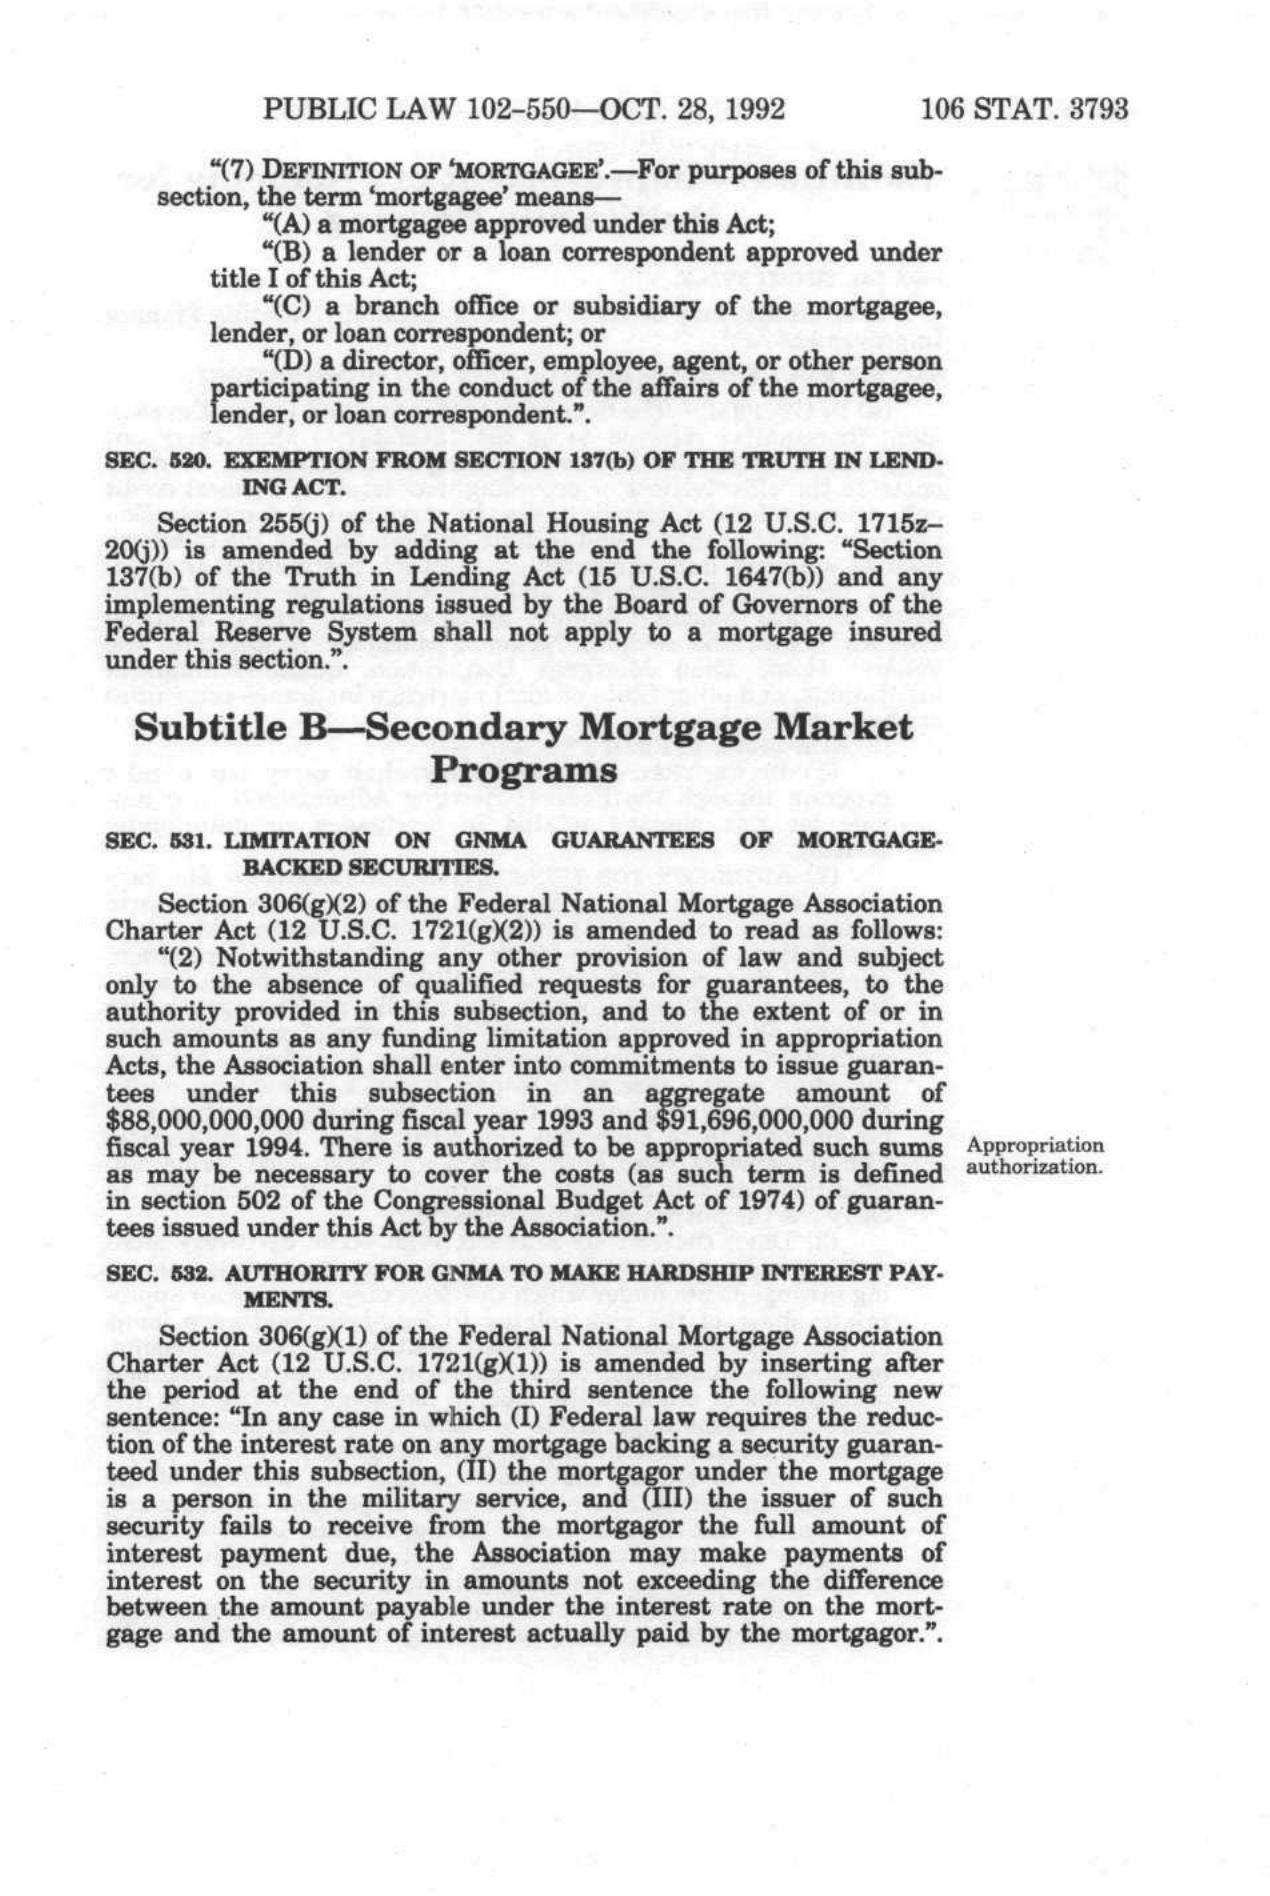 PUBLIC LAW 102–550—OCT. 28, 1992 106 STAT. 3793
“(7) DEFINITION OF ‘MORTGAGEE’.—For purposes of this sub-
section, the term ‘mortgagee’ means—
“(A) a mortgagee approved under this Act;
“(B) a lender or a loan correspondent approved under
title I of this Act;
“(C) a branch office or subsidiary of the mortgagee,
lender, or loan correspondent; or
“(D) a director, officer, employee, agent, or other person
participating in the conduct of the affairs of the mortgagee,
lender, or loan correspondent.”.
SEC. 520. EXEMPTION FROM SECTION 137(b) OF THE TRUTH IN LEND-
ING ACT.
Section 255(j) of the National Housing Act (12 U.S.C. 1715z–
20(j)) is amended by adding at the end the following: “Section
137(b) of the Truth in Lending Act (15 U.S.C. 1647(b)) and any
implementing regulations issued by the Board of Governors of the
Federal Reserve System shall not apply to a mortgage insured
under this section.”.
Subtitle B—Secondary Mortgage Market
Programs
SEC. 531. LIMITATION ON GNMA GUARANTEES OF MORTGAGE-
BACKED SECURITIES.
Section 306(g)(2) of the Federal National Mortgage Association
Charter Act (12 U.S.C. 1721(g)(2)) is amended to read as follows:
“(2) Notwithstanding any other provision of law and subject
only to the absence of qualified requests for guarantees, to the
authority provided in this subsection, and to the extent of or in
such amounts as any funding limitation approved in appropriation
Acts, the Association shall enter into commitments to issue guaran-
tees under this subsection in an aggregate amount of
$88,000,000,000 during fiscal year 1993 and $91,696,000,000 during
fiscal year 1994. There is authorized to be appropriated such sums
as may be necessary to cover the costs (as such term is defined
in section 502 of the Congressional Budget Act of 1974) of guaran-
tees issued under this Act by the Association.”.
Appropriation
authorization.
SEC. 532. AUTHORITY FOR GNMA TO MAKE HARDSHIP INTEREST PAY-
MENTS.
Section 306(g)(1) of the Federal National Mortgage Association
Charter Act (12 U.S.C. 1721(g)(1)) is amended by inserting after
the period at the end of the third sentence the following new
sentence: “In any case in which (I) Federal law requires the reduc-
tion of the interest rate on any mortgage backing a security guaran-
teed under this subsection, (II) the mortgagor under the mortgage
is a person in the military service, and (III) the issuer of such
security fails to receive from the mortgagor the full amount of
interest payment due, the Association may make payments of
interest on the security in amounts not exceeding the difference
between the amount payable under the interest rate on the mort-
gage and the amount of interest actually paid by the mortgagor.”.